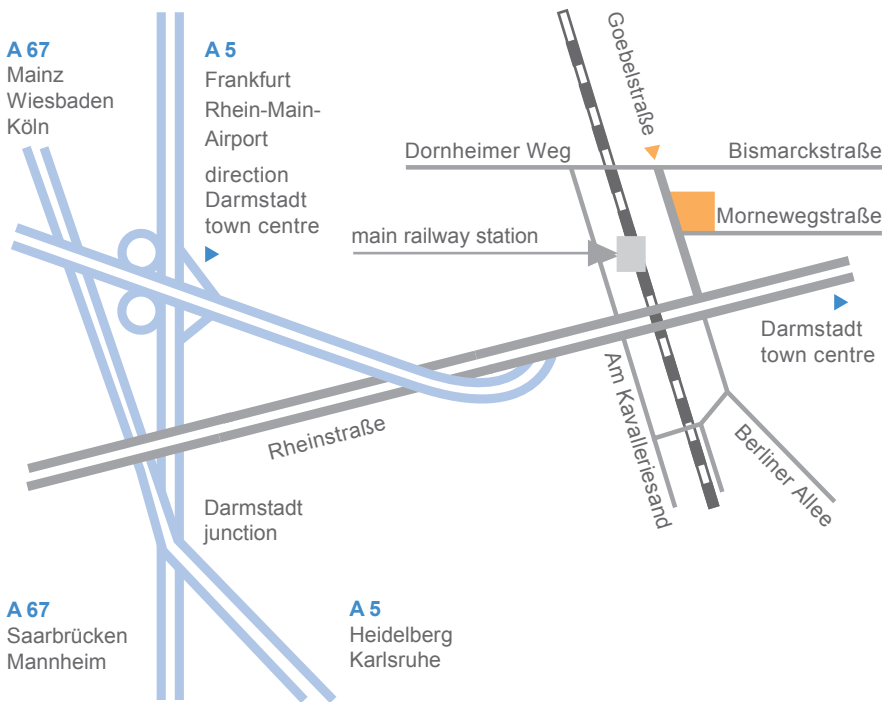 A 67
Mainz
Wiesbaden
Köln
A 5
Frankfurt
Rhein-Main-
Airport
direction
Darmstadt
town centre
Goebelstraße
Dornheimer Weg
Bismarckstraße
Mornewegstraße
main railway station
Darmstadt
town centre
Rheinstraße
Am Kavalleriesand
Berliner Allee
Darmstadt
junction
A 67
Saarbrücken
Mannheim
A 5
Heidelberg
Karlsruhe